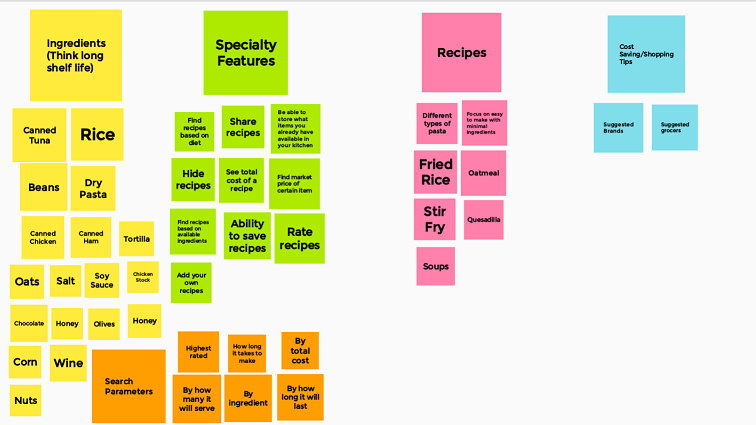 Ingredients
(Think long
shelf life)
Canned
Tuna
Rice
Beans
Dry
Pasta
Canned
Chicken
Canned
Ham
Tortilla
Oats
Salt
Soy
Sauce
Chicken
Stock
Chocolate
Honey
Olives
Honey
Corn
Wine
Nuts
Search
Parameters
Specialty
Features
Find
recipes
based on
diet
Share
recipes
Be able to
store what
items you
already have
available in
your kitchen
Hide
recipes
See total
cost of a
recipe
Find market
price of
certain item
Find recipes
based on
available
ingredients
Ability
to save
recipes
Rate
recipes
Add your
own
recipes
Highest
rated
How long
it takes to
make
By
total
cost
By how
many it
will serve
By
ingredient
By how
long it will
last
Recipes
Different
types of
pasta
Focus on easy
to make with
minimal
ingredients
Fried
Rice
Oatmeal
Stir
Fry
Quesadilla
Soups
Cost
Saving/Shopping
Tips
Suggested
Brands
Suggested
grocers